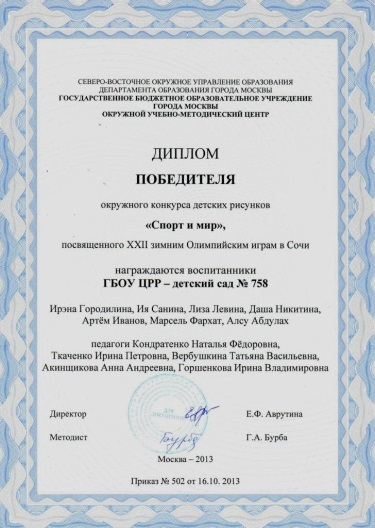 СЕВЕРО-ВОСТОЧНОЕ ОКРУЖНОЕ УПРАВЛЕНИЕ ОБРАЗОВАНИЯ
ДЕПАРТАМЕНТА ОБРАЗОВАНИЯ ГОРОДА МОСКВЫ
ГОСУДАРСТВЕННОЕ БЮДЖЕТНОЕ ОБРАЗОВАТЕЛЬНОЕ УЧРЕЖДЕНИЕ
ГОРОДА МОСКВЫ
ОКРУЖНОЙ УЧЕБНО-МЕТОДИЧЕСКИЙ ЦЕНТР
ДИПЛОМ
ПОБЕДИТЕЛЯ
окружного конкурса детских рисунков
«Спорт и мир»,
посвященного XXII зимним Олимпийским играм в Сочи
награждаются воспитанники
ГБОУ ЦРР – детский сад № 758
Ирэна Городилина, Ия Санина, Лиза Левина, Даша Никитина,
Артём Иванов, Марсель Фархат, Алсу Абдулах
педагоги Кондратенко Наталья Фёдоровна,
Ткаченко Ирина Петровна, Вербушкина Татьяна Васильевна,
Акинщикова Анна Андреевна, Горшенкова Ирина Владимировна
Директор Е.Ф. Аврутина
Методист Г.А. Бурба
Москва – 2013
Приказ № 502 от 16.10. 2013